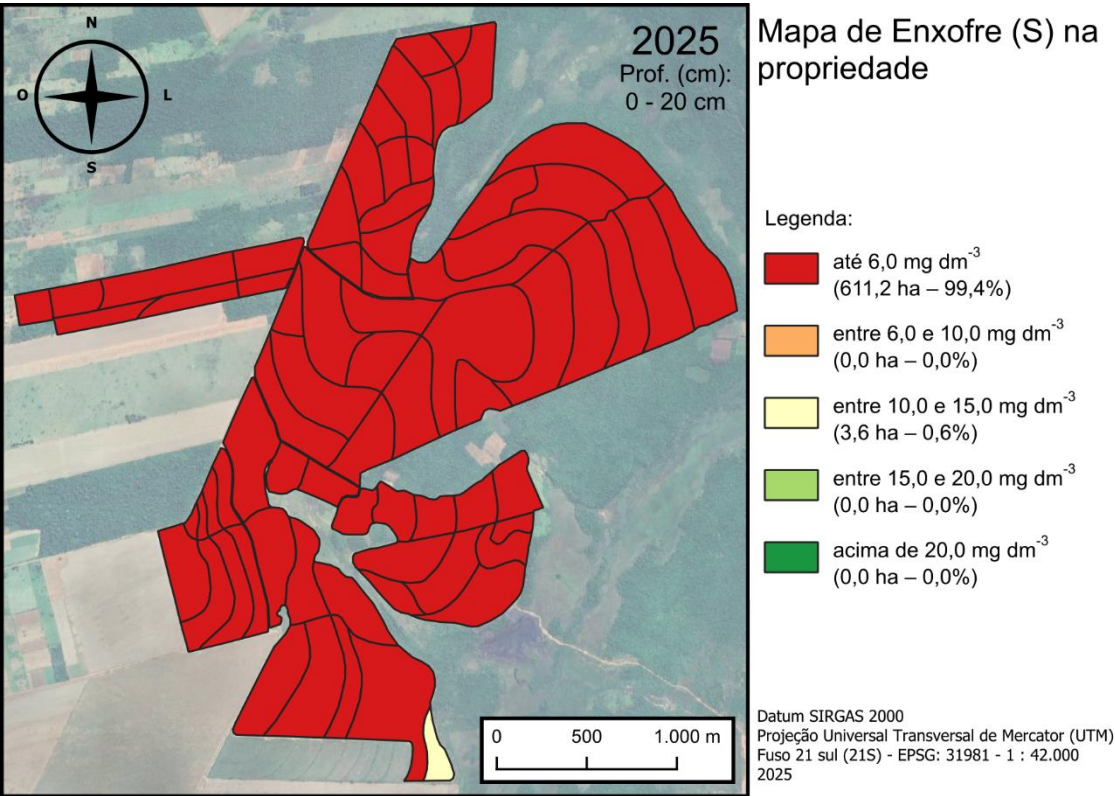 N
O
L
S
2025
Prof. (cm):
0 - 20 cm
0
500
1.000 m
Mapa de Enxofre (S) na
propriedade
Legenda:
até 6,0 mg dm⁻³
(611,2 ha – 99,4%)
entre 6,0 e 10,0 mg dm⁻³
(0,0 ha – 0,0%)
entre 10,0 e 15,0 mg dm⁻³
(3,6 ha – 0,6%)
entre 15,0 e 20,0 mg dm⁻³
(0,0 ha – 0,0%)
acima de 20,0 mg dm⁻³
(0,0 ha – 0,0%)
Datum SIRGAS 2000
Projeção Universal Transversal de Mercator (UTM)
Fuso 21 sul (21S) - EPSG: 31981 - 1 : 42.000
2025